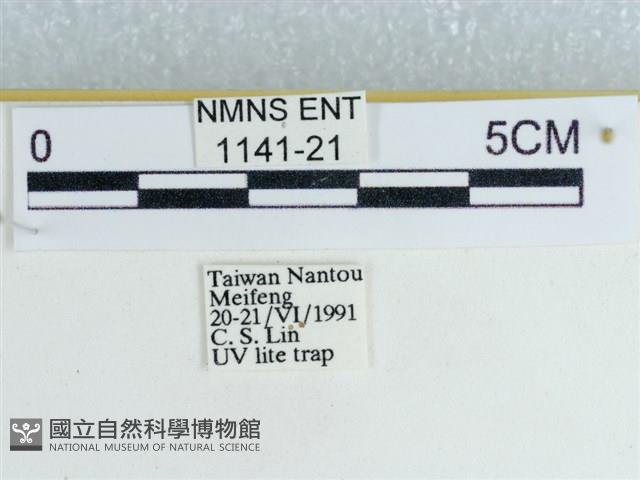 NMNS ENT
1141-21
0 5CM
Taiwan Nantou
Meifeng
20-21/VI/1991
C. S. Lin
UV lite trap
國立自然科學博物館
NATIONAL MUSEUM OF NATURAL SCIENCE